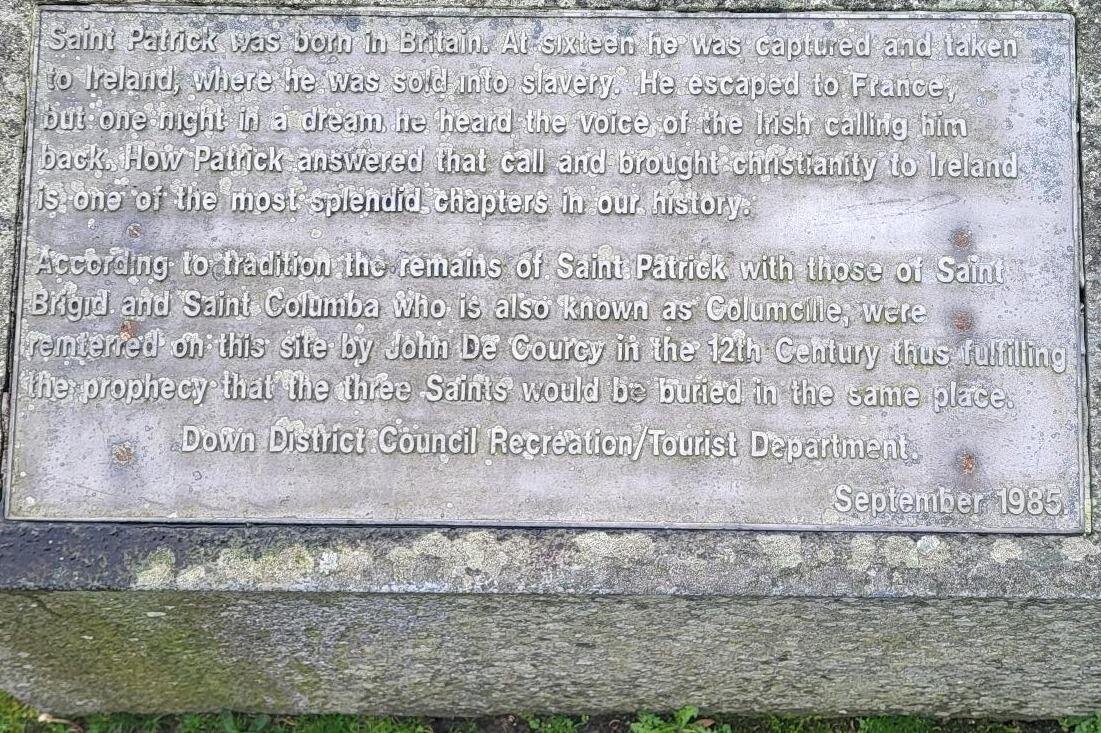 Saint Patrick was born in Britain. At sixteen he was captured and taken
to Ireland, where he was sold into slavery. He escaped to France,
but one night in a dream he heard the voice of the Irish calling him
back. How Patrick answered that call and brought christianity to Ireland
is one of the most splendid chapters in our history.
According to tradition the remains of Saint Patrick with those of Saint
Brigid and Saint Columba who is also known as Columcille, were
reinterred on this site by John De Courcy in the 12th Century thus fulfilling
the prophecy that the three Saints would be buried in the same place.
Down District Council Recreation/Tourist Department.
September 1985.